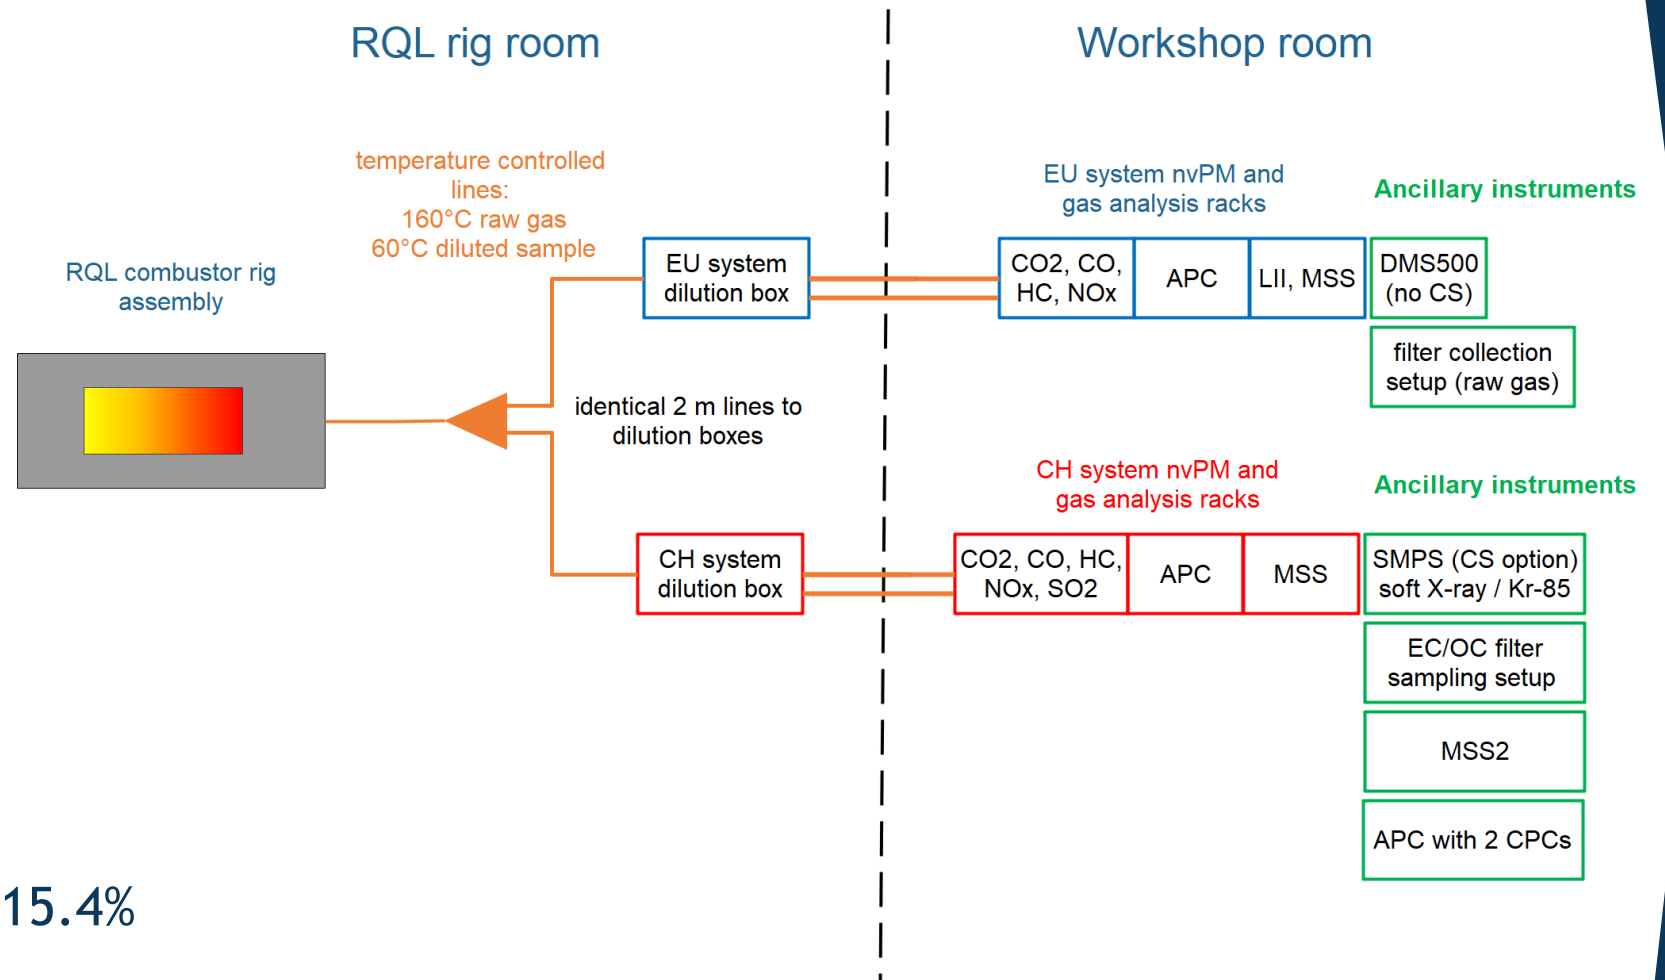 RQL rig room
Workshop room
temperature controlled
lines:
160°C raw gas
60°C diluted sample
EU system nvPM and
gas analysis racks
Ancillary instruments
RQL combustor rig
assembly
EU system
dilution box
CO2, CO,
HC, NOx
APC
LII, MSS
DMS500
(no CS)
filter collection
setup (raw gas)
identical 2 m lines to
dilution boxes
CH system nvPM and
gas analysis racks
Ancillary instruments
CH system
dilution box
CO2, CO, HC,
NOx, SO2
APC
MSS
SMPS (CS option)
soft X-ray / Kr-85
EC/OC filter
sampling setup
MSS2
APC with 2 CPCs
15.4%